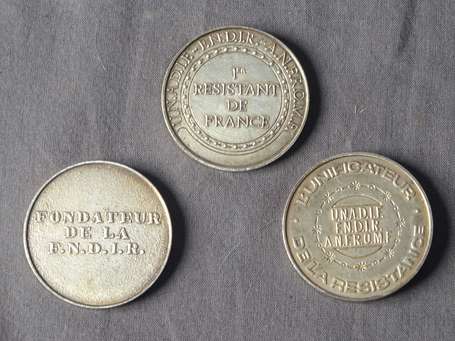 UNADIF - FNDIR - ANFROMF
1ER
RESISTANT
DE
FRANCE
FONDATEUR
DE LA
F.N.D.I.R.
L'UNIFICATEUR
UNADIF
FNDIR
ANFROMF
DE LA RESISTANCE